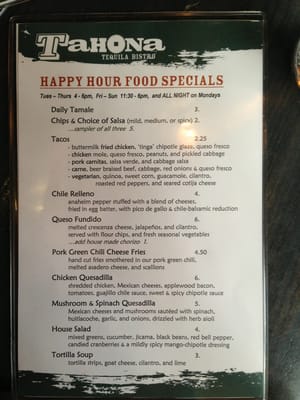 Tahona
TEQUILA BISTRO
HAPPY HOUR FOOD SPECIALS
Tues – Thurs 4 - 6pm, Fri – Sun 11:30 - 6pm, and ALL NIGHT on Mondays
Daily Tamale 3.
Chips & Choice of Salsa (mild, medium, or spicy) 2.
...sampler of all three 5.
Tacos 2.25
- buttermilk fried chicken, 'tinga' chipotle glaze, queso fresco
- chicken mole, queso fresco, peanuts, and pickled cabbage
- pork carnitas, salsa verde, and cabbage salsa
- carne, beer braised beef, cabbage, red onions & queso fresco
- vegetarian, quinoa, sweet corn, guacamole, cilantro,
roasted red peppers, and seared cotija cheese
Chile Relleno 4.
anaheim pepper stuffed with a blend of cheeses,
fried in egg batter, with pico de gallo & chile-balsamic reduction
Queso Fundido 6.
melted crescenza cheese, jalapeños, and cilantro,
served with flour chips, and fresh seasonal vegetables
...add house made chorizo 1.
Pork Green Chili Cheese Fries 4.50
hand cut fries smothered in our pork green chili,
melted asadero cheese, and scallions
Chicken Quesadilla 6.
shredded chicken, Mexican cheeses, applewood bacon,
tomatoes, guajillo chile sauce, sweet & spicy chipotle sauce
Mushroom & Spinach Quesadilla 5.
Mexican cheeses and mushrooms sautéed with spinach,
huitlacoche, garlic, and onions, drizzled with herb aioli
House Salad 4.
mixed greens, cucumber, jicama, black beans, red bell pepper,
candied cranberries & a mildly spicy mango-chipotle dressing
Tortilla Soup 3.
tortilla strips, goat cheese, cilantro, and lime